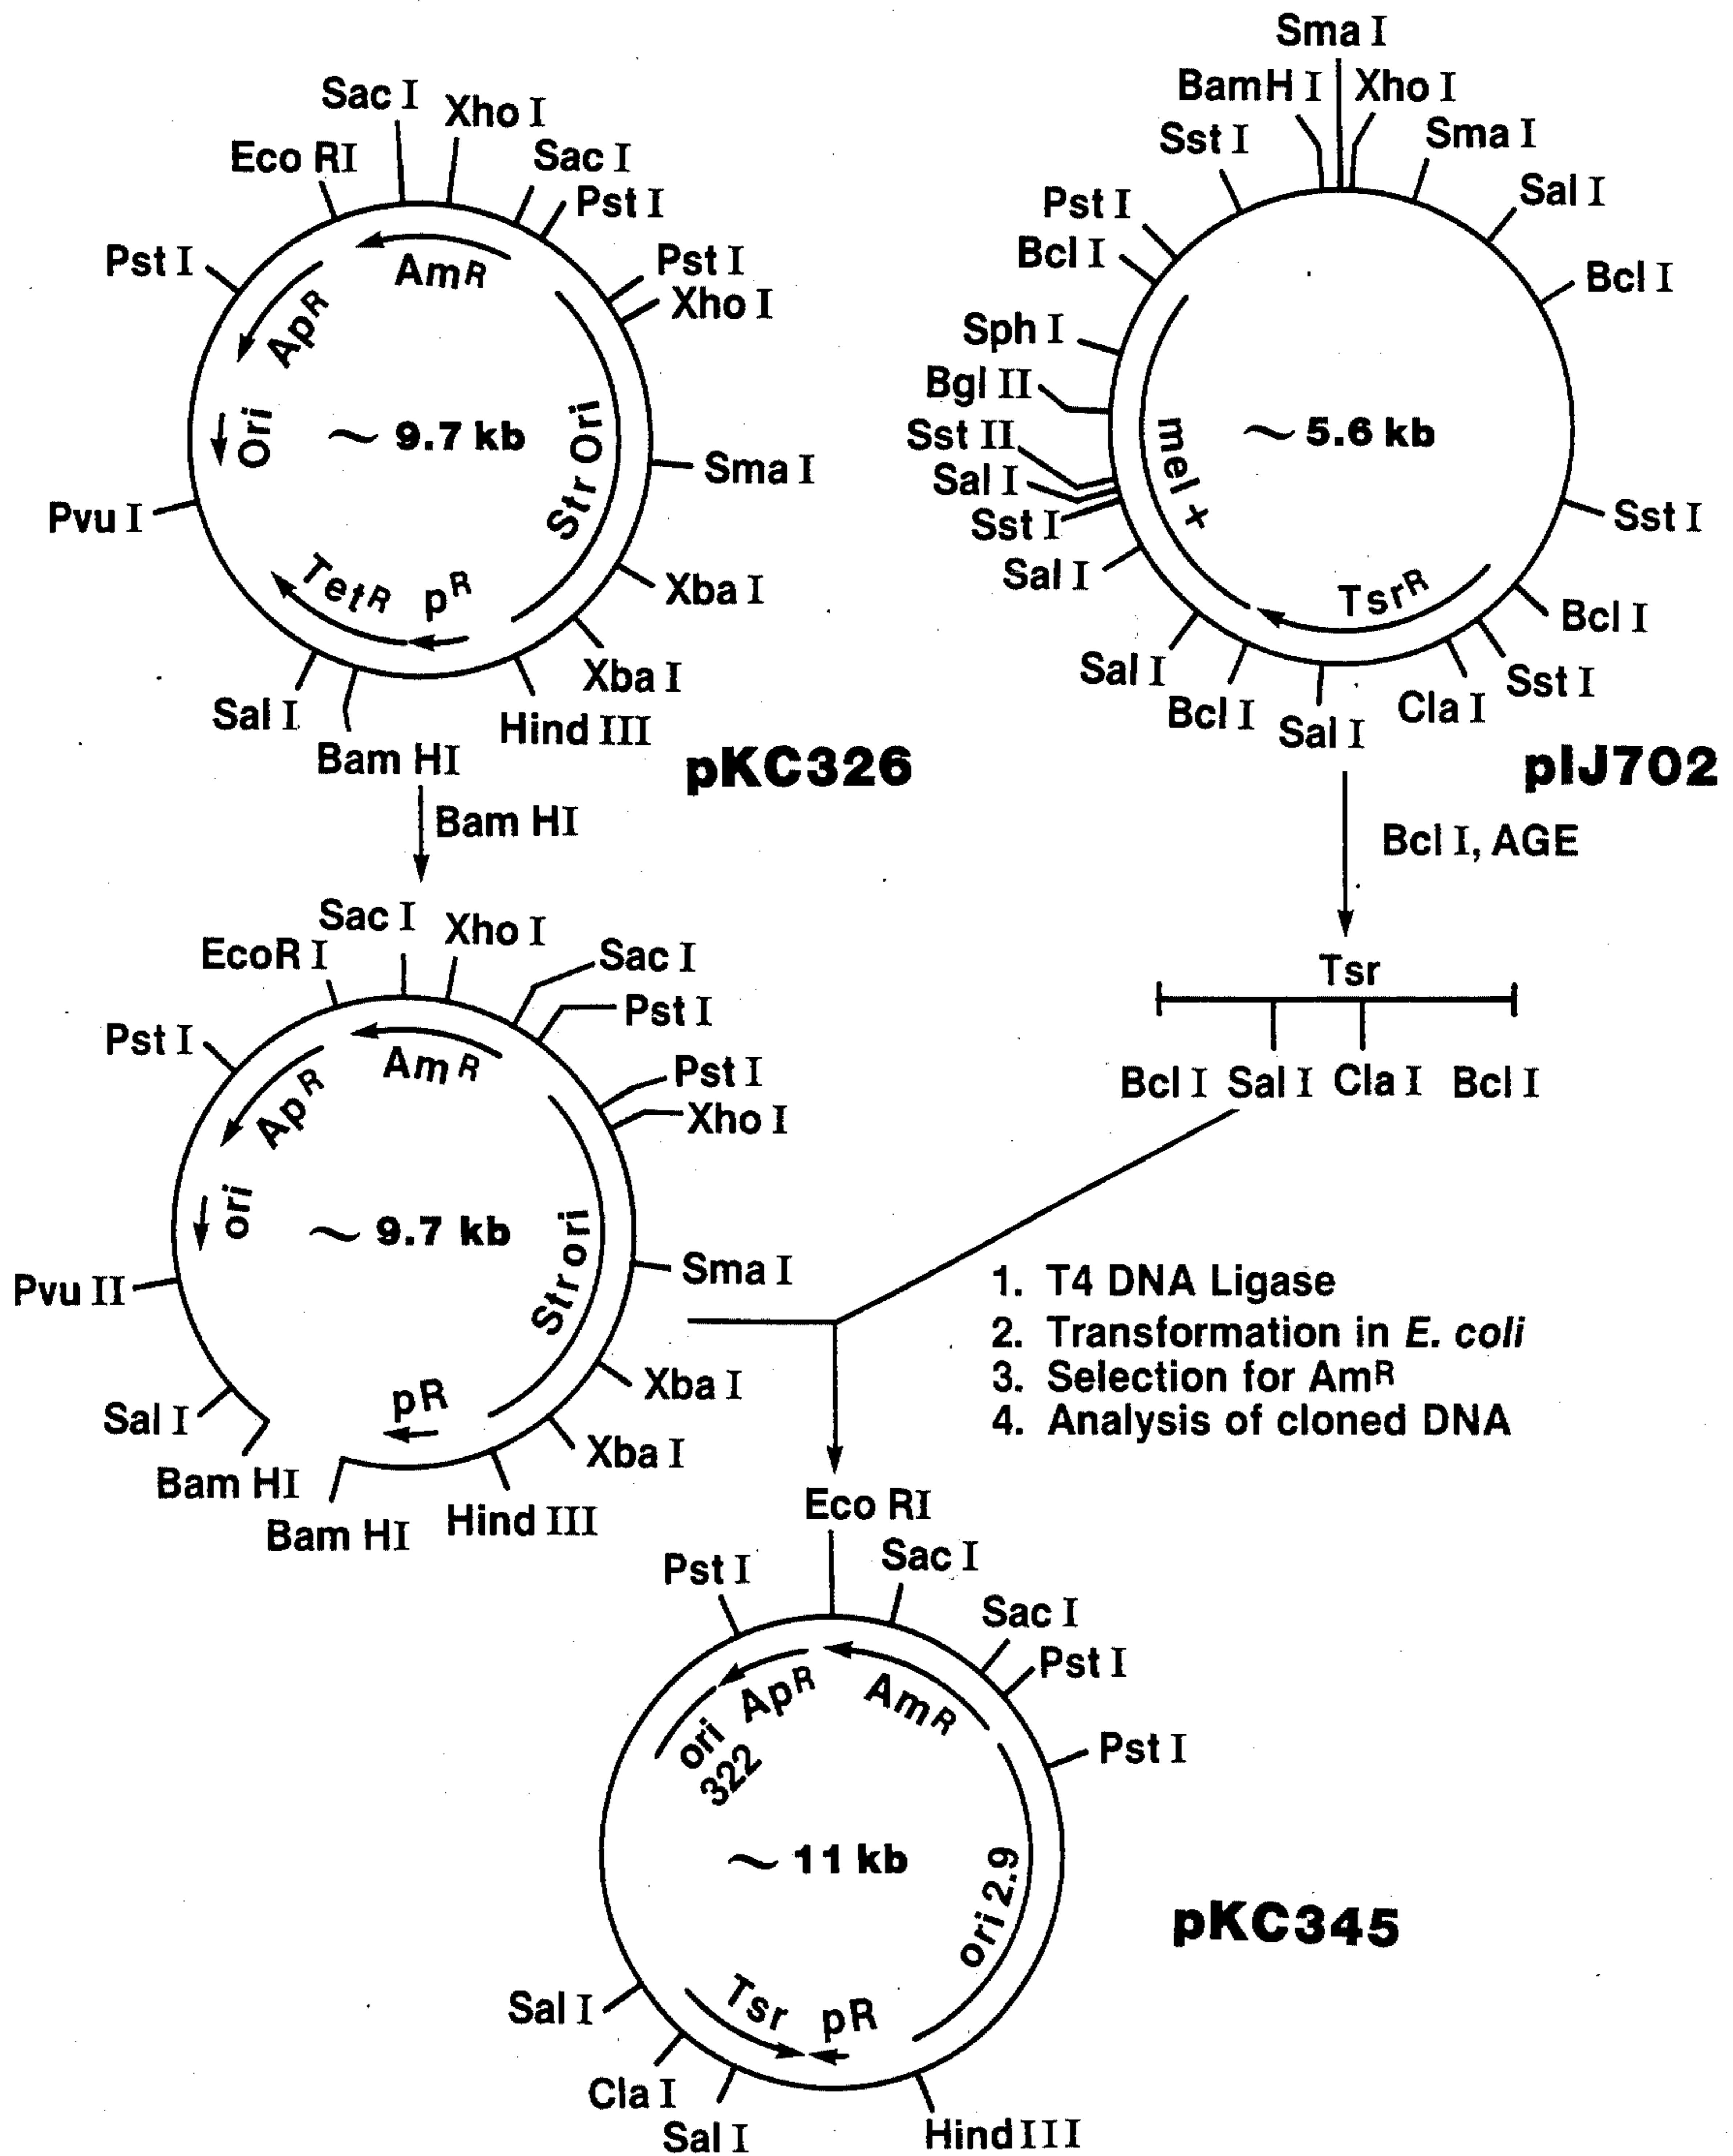 Sac I
Xho I
Eco RI
Sac I
Pst I
Pst I
Pst I
Xho I
AmR
ApR
Ori
~ 9.7 kb
Str Ori
Sma I
Pvu I
TetR
pR
Xba I
Xba I
Sal I
Hind III
Bam HI
pKC326
Sma I
BamH I
Xho I
Sst I
Sma I
Pst I
Sal I
Bcl I
Bcl I
Sph I
Bgl II
Sst II
Sal I
Sst I
Sal I
mel +
~ 5.6 kb
Sst I
TsrR
Bcl I
Sal I
Bcl I
Sal I
Cla I
Sst I
pIJ702
Bam HI
Bcl I, AGE
Sac I
Xho I
EcoR I
Sac I
Pst I
Pst I
Pst I
Xho I
AmR
ApR
ori
~ 9.7 kb
Str ori
Sma I
Pvu II
pR
Xba I
Sal I
Xba I
Bam HI
Bam HI
Hind III
Tsr
Bcl I Sal I Cla I Bcl I
1. T4 DNA Ligase
2. Transformation in E. coli
3. Selection for AmR
4. Analysis of cloned DNA
Eco RI
Pst I
Sac I
Sac I
Pst I
Pst I
ApR
AmR
ori
322
~ 11 kb
ori 2.9
pKC345
Sal I
Tsr
pR
Cla I
Sal I
Hind III